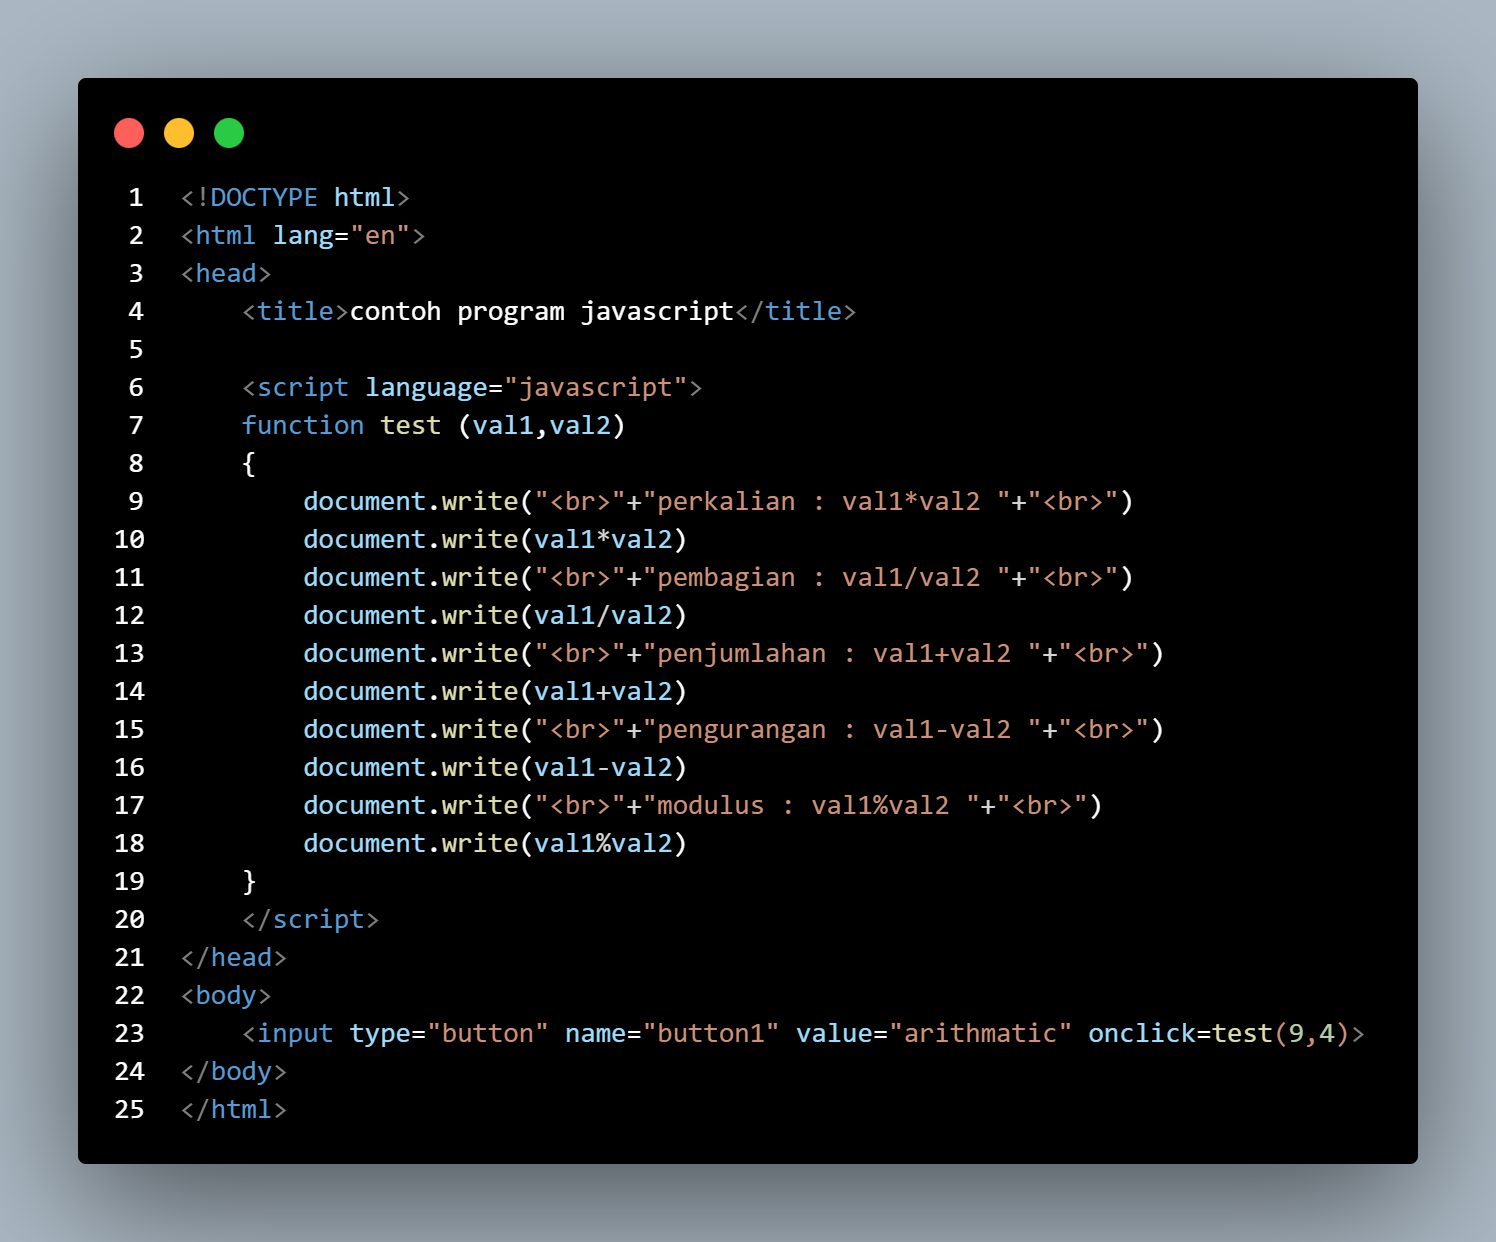 1 <!DOCTYPE html>
2 <html lang="en">
3 <head>
4     <title>contoh program javascript</title>
5
6     <script language="javascript">
7     function test (val1,val2)
8     {
9         document.write("<br>"+"perkalian : val1*val2 "+"<br>")
10         document.write(val1*val2)
11         document.write("<br>"+"pembagian : val1/val2 "+"<br>")
12         document.write(val1/val2)
13         document.write("<br>"+"penjumlahan : val1+val2 "+"<br>")
14         document.write(val1+val2)
15         document.write("<br>"+"pengurangan : val1-val2 "+"<br>")
16         document.write(val1-val2)
17         document.write("<br>"+"modulus : val1%val2 "+"<br>")
18         document.write(val1%val2)
19     }
20     </script>
21 </head>
22 <body>
23     <input type="button" name="button1" value="arithmatic" onclick=test(9,4)>
24 </body>
25 </html>